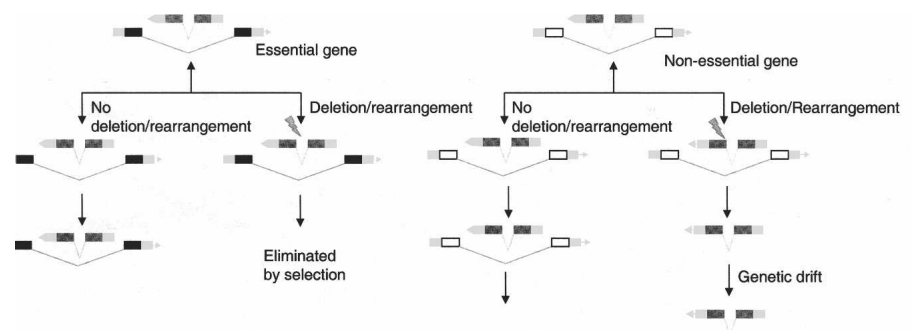 Essential gene
Non-essential gene
No
deletion/rearrangement
Deletion/rearrangement
No
deletion/rearrangement
Deletion/Rearrangement
Eliminated
by selection
Genetic drift